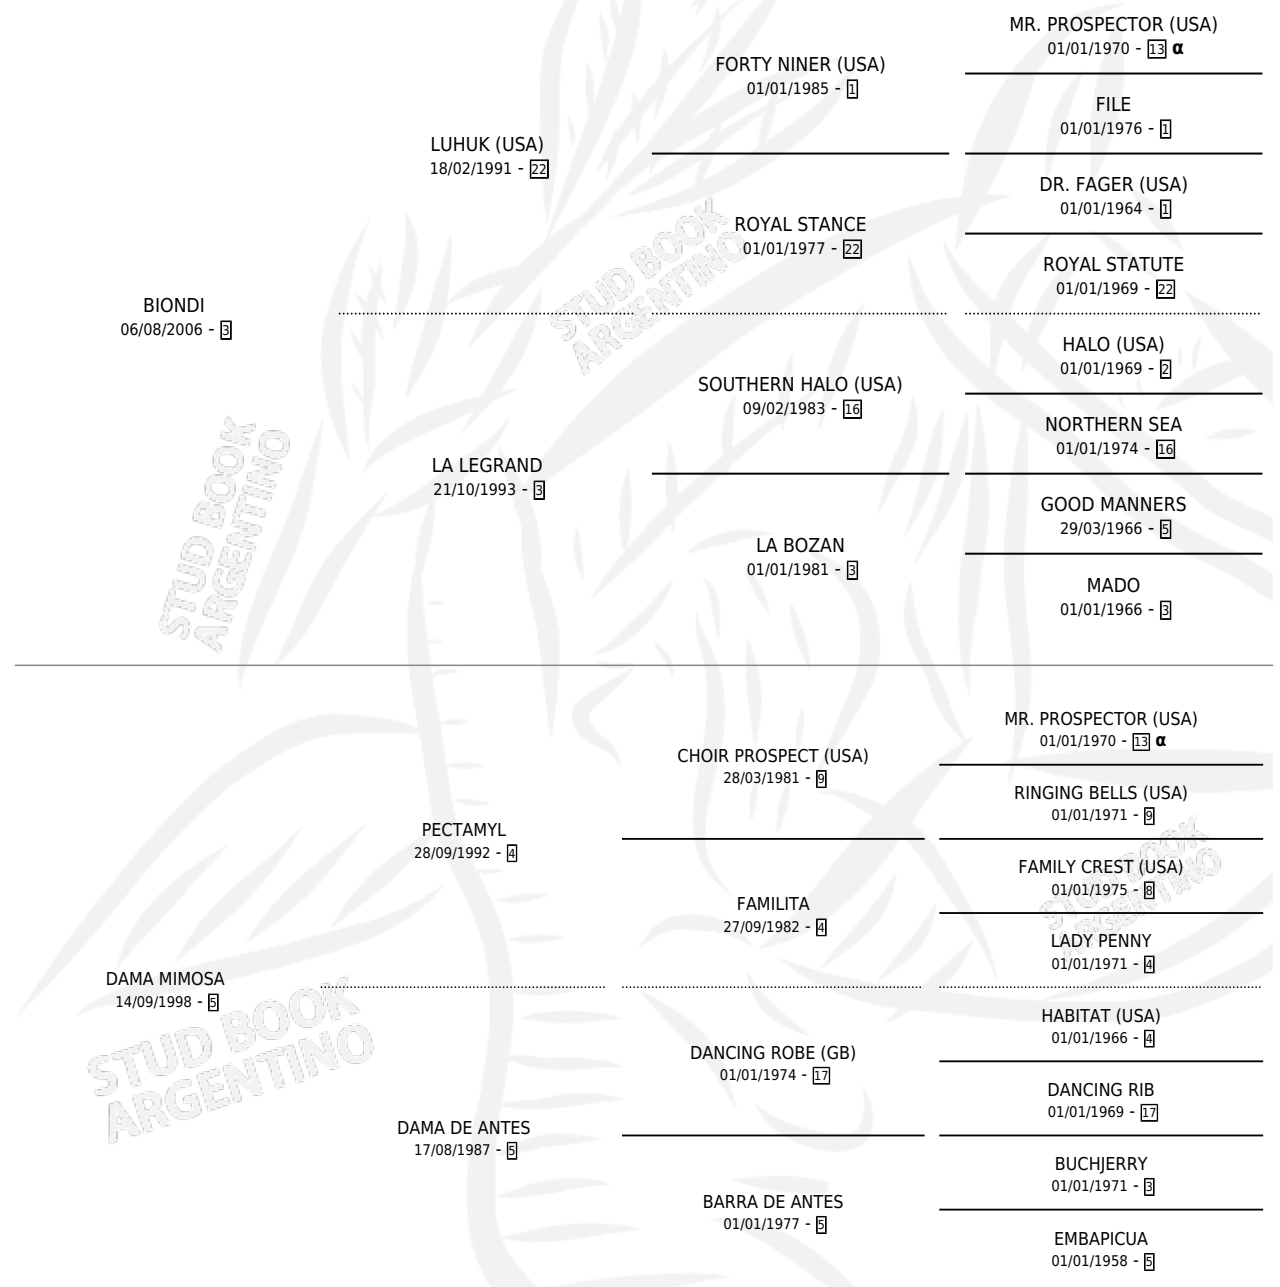 MR. PROSPECTOR (USA)
01/01/1970 - 13 α
FORTY NINER (USA)
01/01/1985 - 1
FILE
01/01/1976 - 1
LUHUK (USA)
18/02/1991 - 22
DR. FAGER (USA)
01/01/1964 - 1
ROYAL STANCE
01/01/1977 - 22
ROYAL STATUTE
01/01/1969 - 22
BIONDI
06/08/2006 - 3
HALO (USA)
01/01/1969 - 2
SOUTHERN HALO (USA)
09/02/1983 - 16
NORTHERN SEA
01/01/1974 - 16
LA LEGRAND
21/10/1993 - 3
GOOD MANNERS
29/03/1966 - 5
LA BOZAN
01/01/1981 - 3
MADO
01/01/1966 - 3
MR. PROSPECTOR (USA)
01/01/1970 - 13 α
CHOIR PROSPECT (USA)
28/03/1981 - 9
RINGING BELLS (USA)
01/01/1971 - 9
PECTAMYL
28/09/1992 - 4
FAMILY CREST (USA)
01/01/1975 - 8
FAMILITA
27/09/1982 - 4
LADY PENNY
01/01/1971 - 4
DAMA MIMOSA
14/09/1998 - 5
HABITAT (USA)
01/01/1966 - 4
DANCING ROBE (GB)
01/01/1974 - 17
DANCING RIB
01/01/1969 - 17
DAMA DE ANTES
17/08/1987 - 5
BUCHJERRY
01/01/1971 - 3
BARRA DE ANTES
01/01/1977 - 5
EMBAPICUA
01/01/1958 - 5
STUD BOOK
ARGENTINO
STUD BOOK
ARGENTINO
STUD BOOK
ARGENTINO
STUD BOOK
ARGENTINO